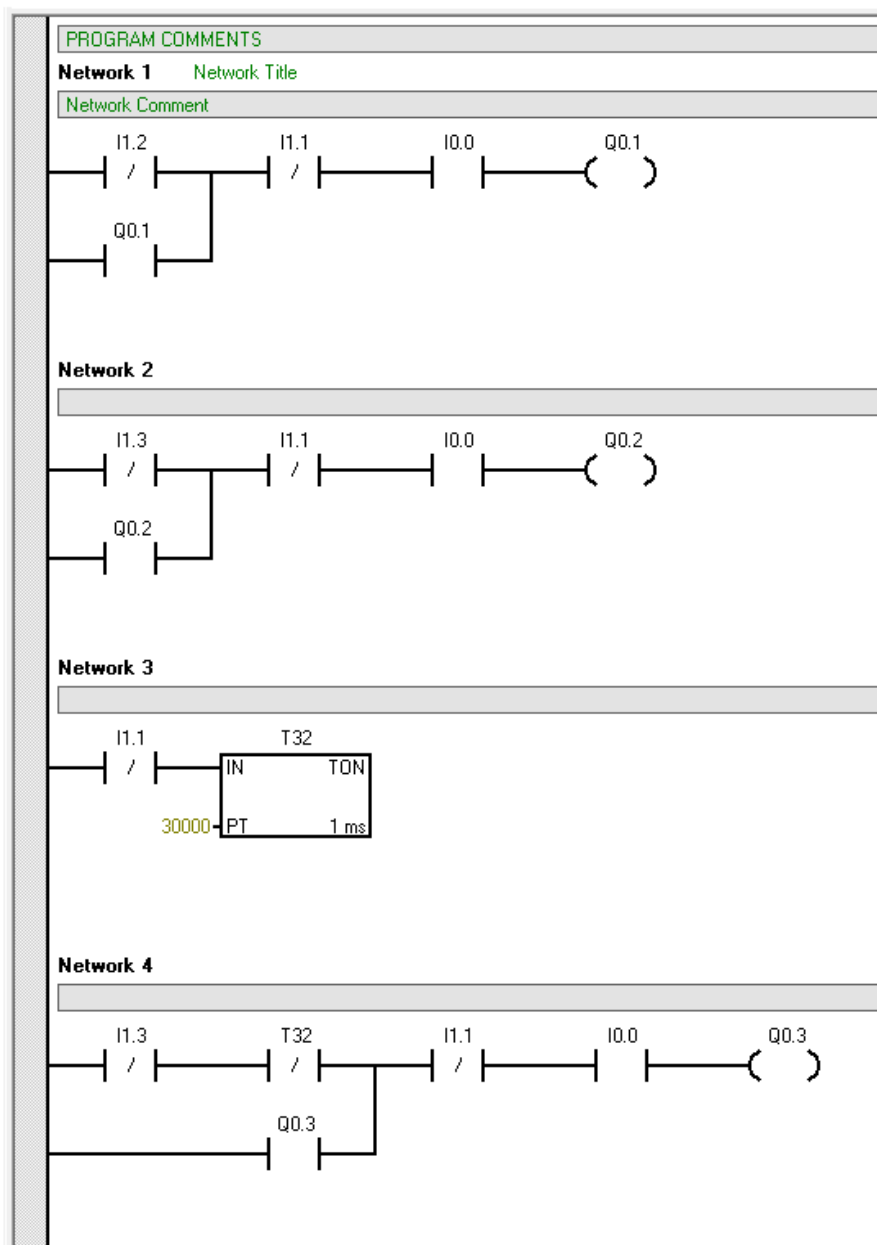 PROGRAM COMMENTS
Network 1 Network Title
Network Comment
I1.2 I1.1 I0.0 Q0.1
/ /
Q0.1
Network 2
I1.3 I1.1 I0.0 Q0.2
/ /
Q0.2
Network 3
I1.1 T32
/ IN TON
30000 PT 1 ms
Network 4
I1.3 T32 I1.1 I0.0 Q0.3
/ / /
Q0.3